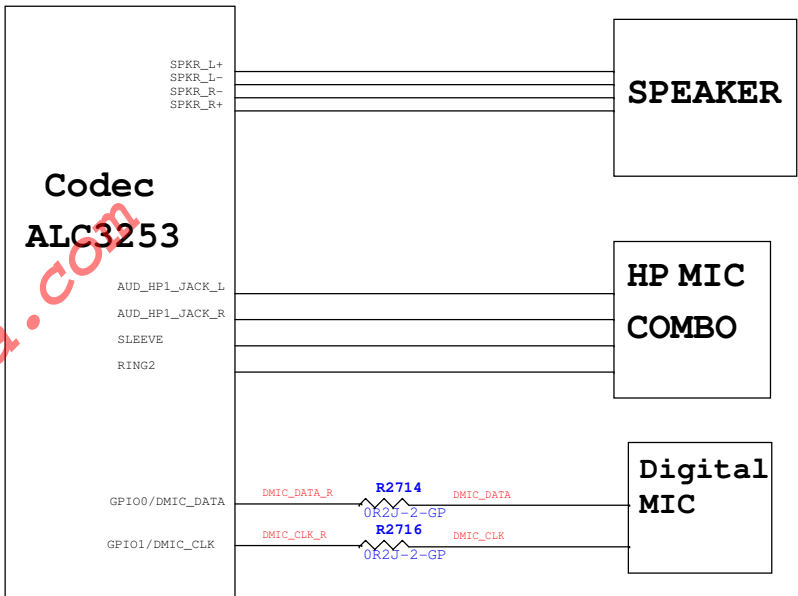 SPKR_L+
SPKR_L-
SPKR_R-
SPKR_R+
SPEAKER
Codec
ALC3253
AUD_HP1_JACK_L
AUD_HP1_JACK_R
SLEEVE
RING2
HP MIC
COMBO
GPIO0/DMIC_DATA
DMIC_DATA_R
R2714
0R2J-2-GP
DMIC_DATA
GPIO1/DMIC_CLK
DMIC_CLK_R
R2716
0R2J-2-GP
DMIC_CLK
Digital
MIC
.com